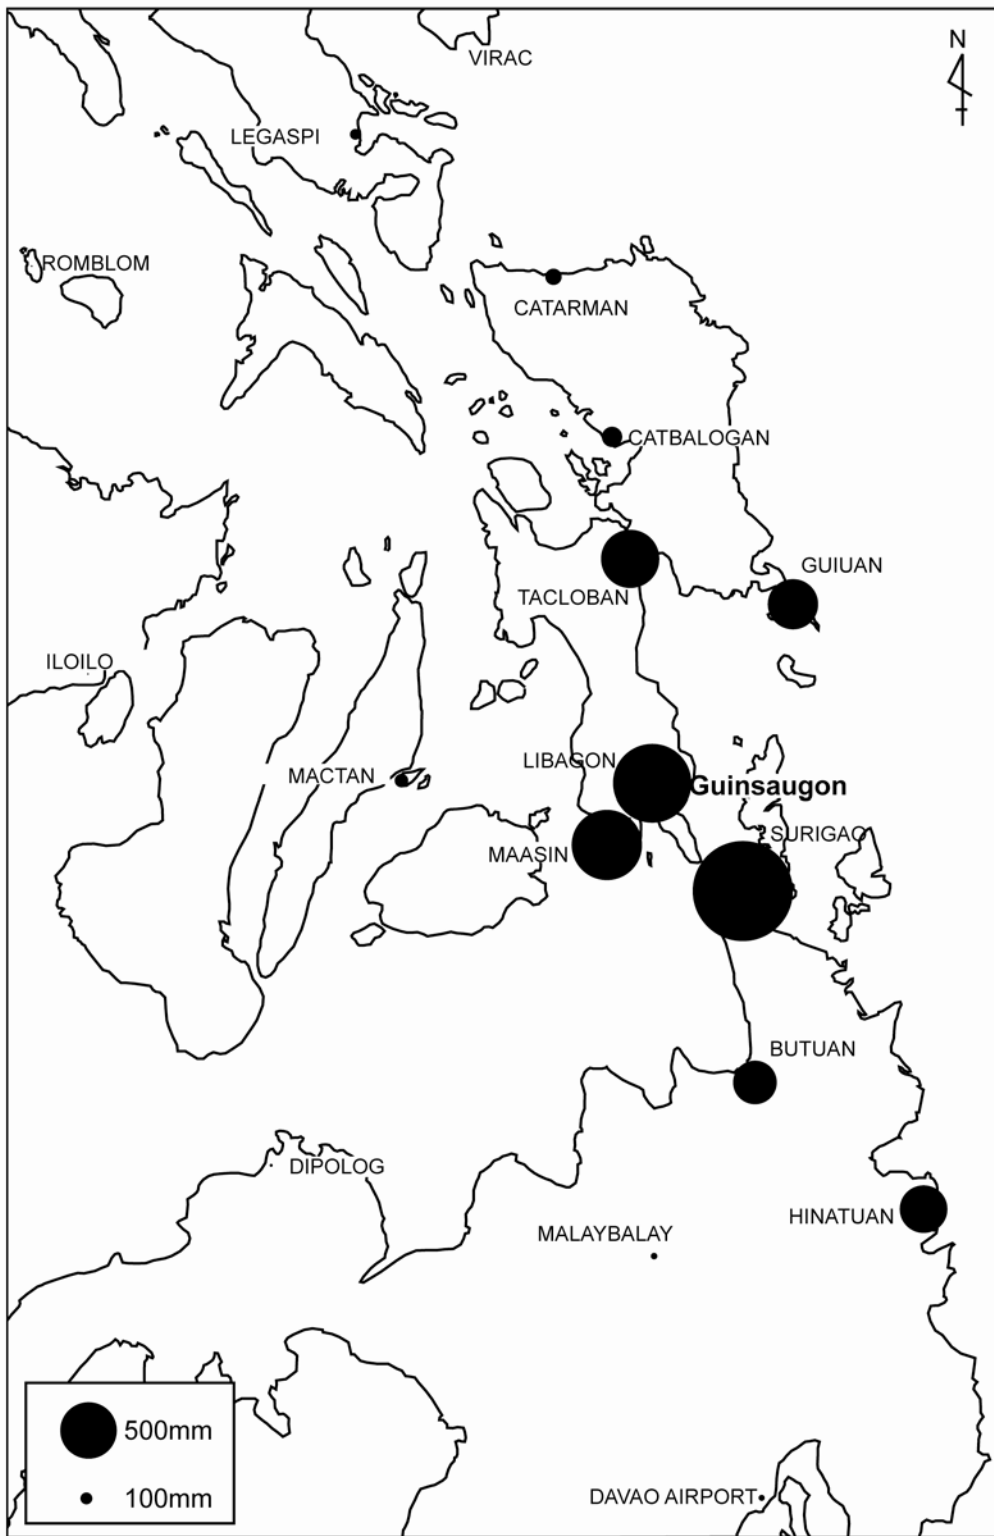 N
VIRAC
LEGASPI
ROMBLOM
CATARMAN
CATBALOGAN
GUIUAN
TACLOBAN
ILOILO
LIBAGON
MACTAN
Guinsaugon
SURIGAO
MAASIN
BUTUAN
DIPOLOG
HINATUAN
MALAYBALAY
500mm
100mm
DAVAO AIRPORT